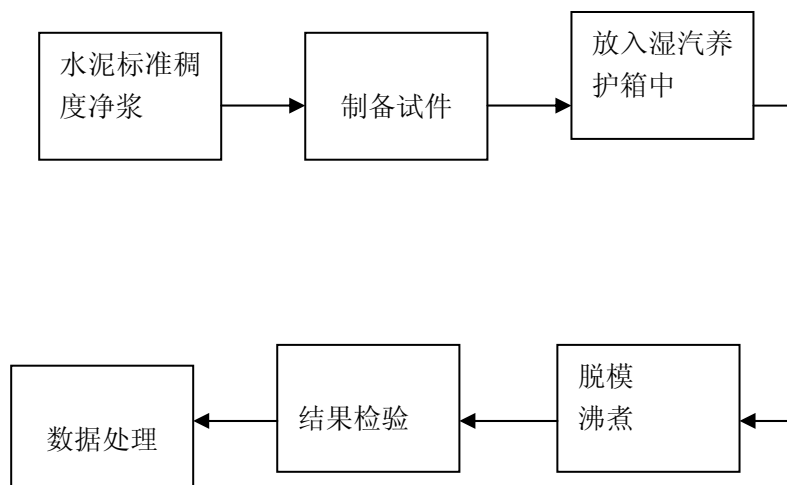 水泥标准稠
度净浆
制备试件
放入湿汽养
护箱中
脱模
沸煮
结果检验
数据处理